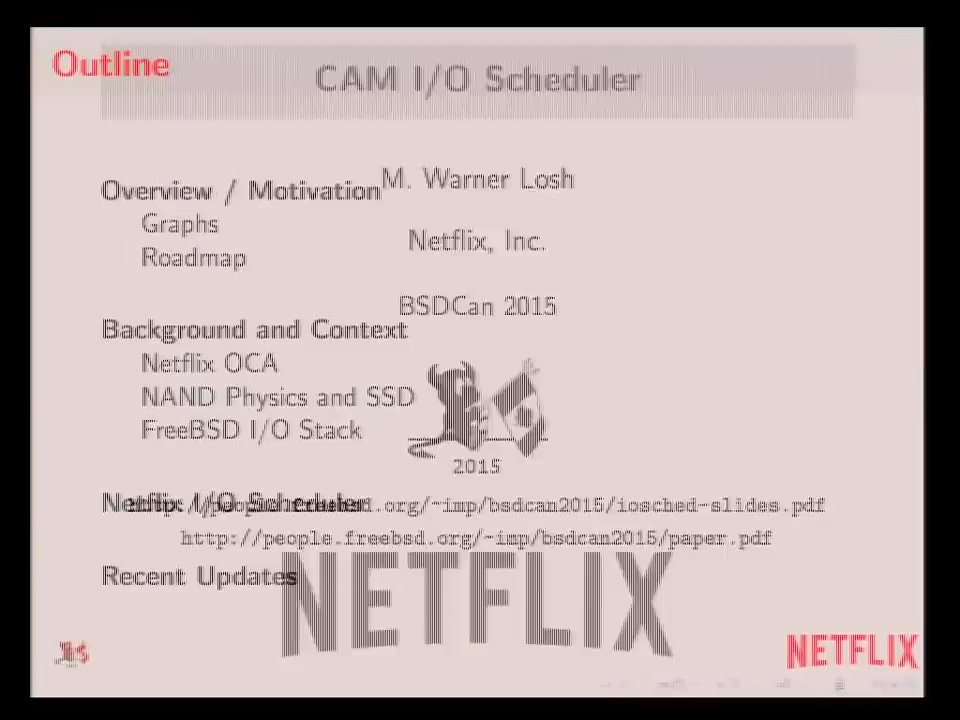 Outline
CAM I/O Scheduler
M. Warner Losh
Overview / Motivation
Graphs
Netflix, Inc.
Roadmap
BSDCan 2015
Background and Context
Netflix OCA
NAND Physics and SSD
FreeBSD I/O Stack
2015
Netflix I/O Scheduler
http://people.freebsd.org/~imp/bsdcan2015/iosched-slides.pdf
http://people.freebsd.org/~imp/bsdcan2015/paper.pdf
Recent Updates
NETFLIX
NETFLIX